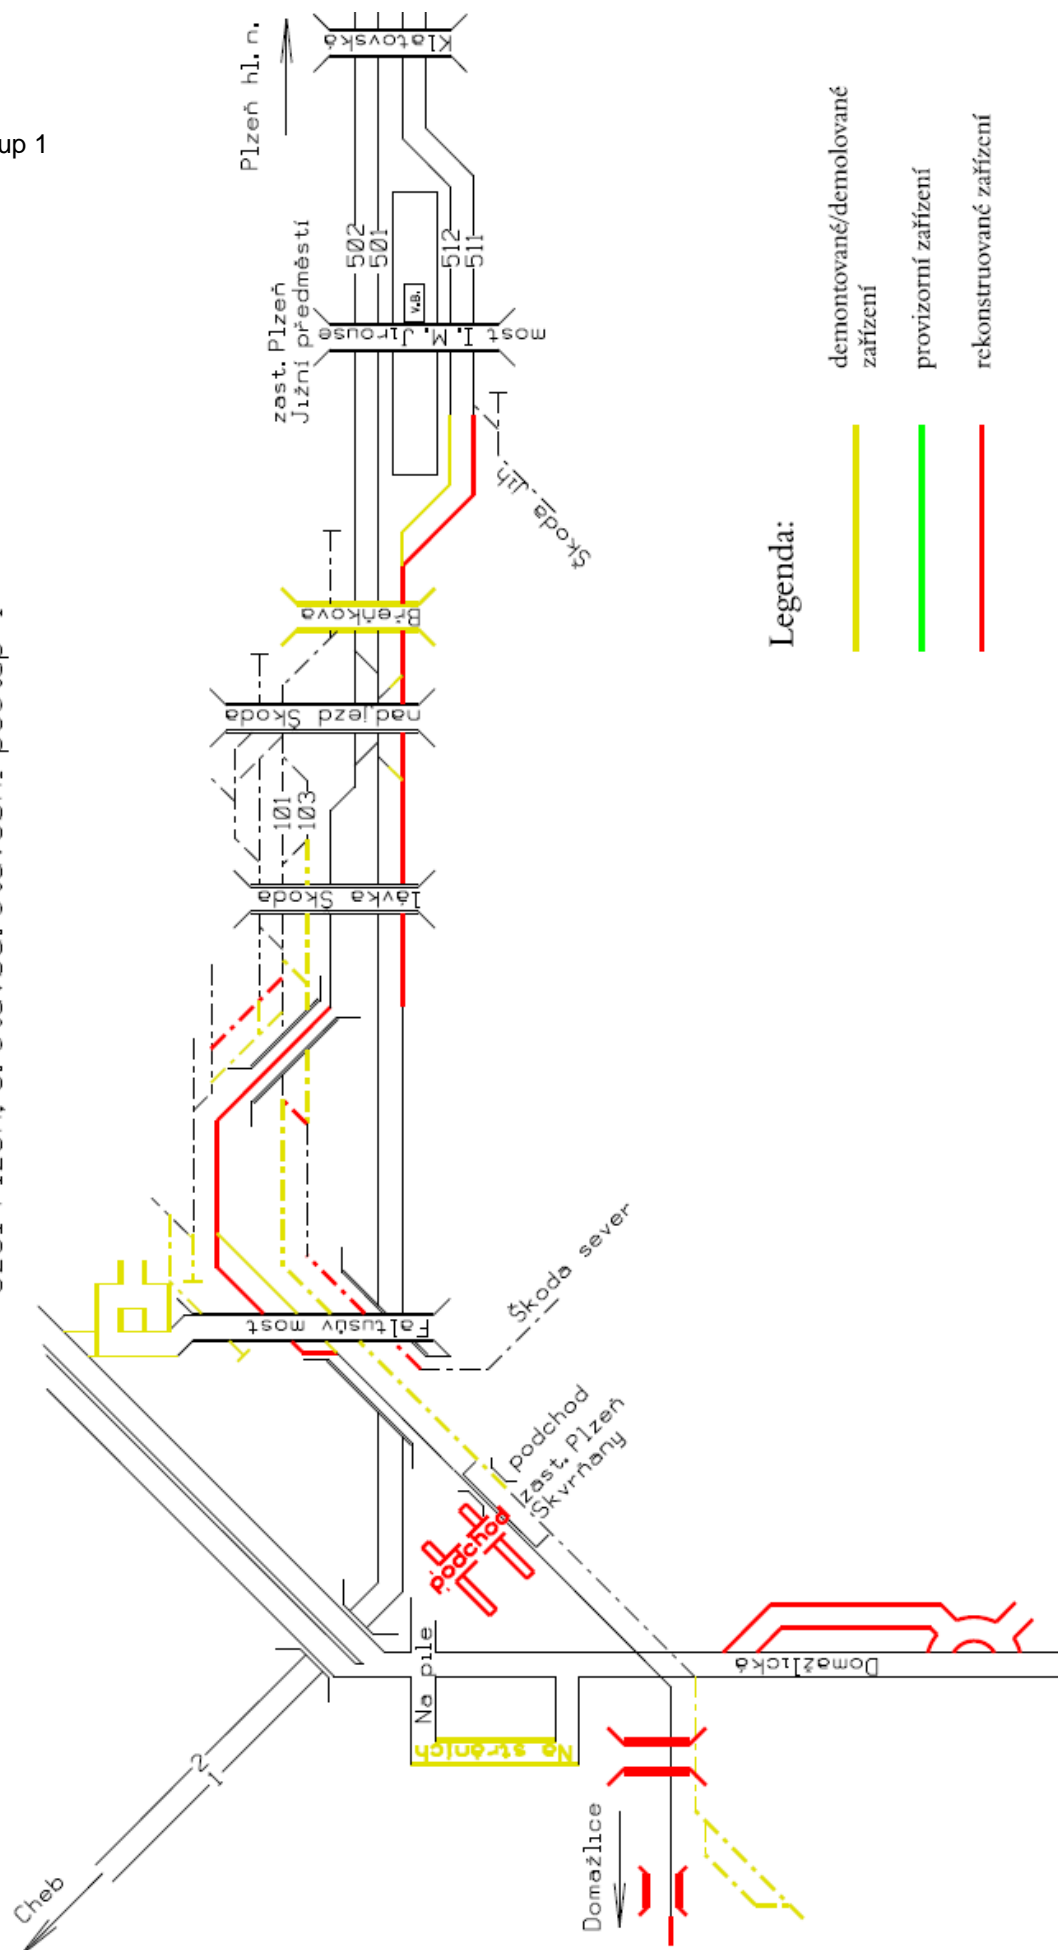 up 1
Plzeň hl. n.
Klatovská
zast. Plzeň
Jižní předměstí
502
501
512
511
v.B.
most I. M. Jirouse
Škoda jih
Břeňkova
nadjezd Škoda
101
103
lávka Škoda
Faltusův most
Škoda sever
podchod
zast. Plzeň
Skvrňany
podchod
Na pile
Domažlická
Na stráních
Domažlice
2
1
Cheb
Legenda:
demontované/demolované
zařízení
provizorní zařízení
rekonstruované zařízení